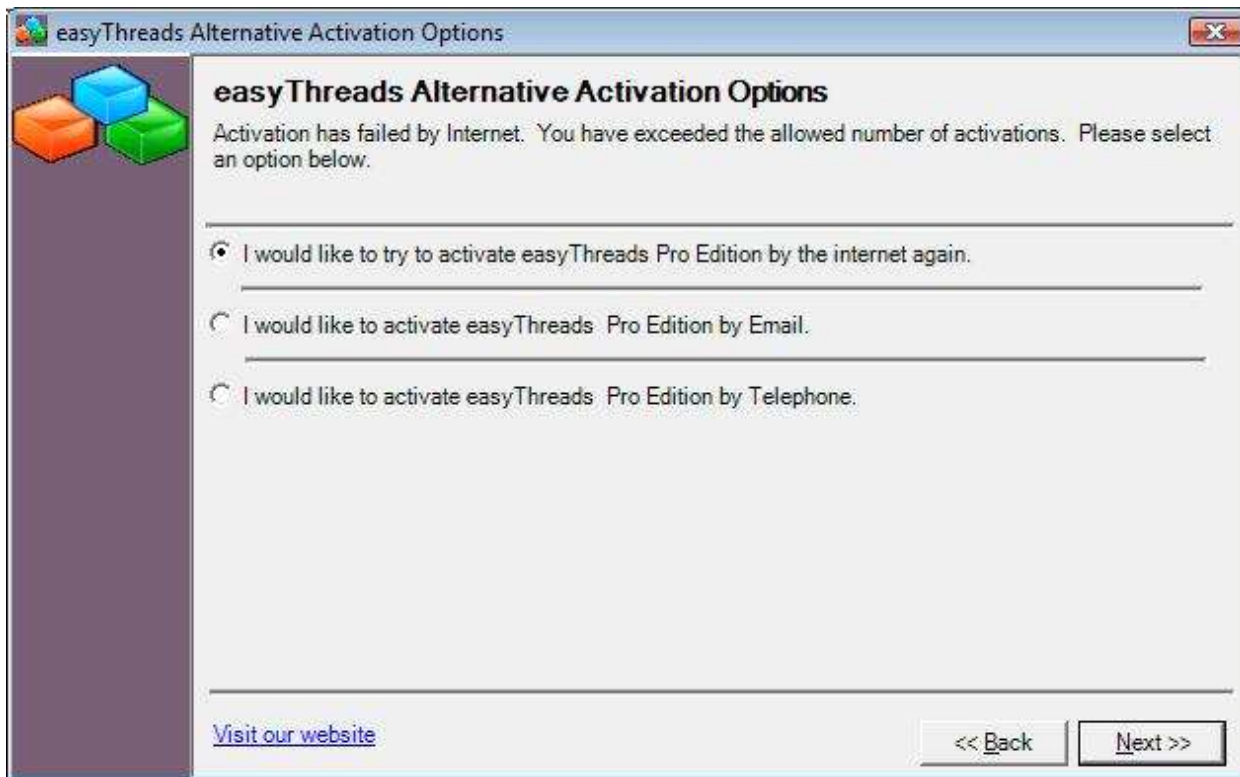 easyThreads Alternative Activation Options
easyThreads Alternative Activation Options
Activation has failed by Internet. You have exceeded the allowed number of activations. Please select
an option below.
I would like to try to activate easyThreads Pro Edition by the internet again.
I would like to activate easyThreads Pro Edition by Email.
I would like to activate easyThreads Pro Edition by Telephone.
Visit our website
<< Back
Next >>